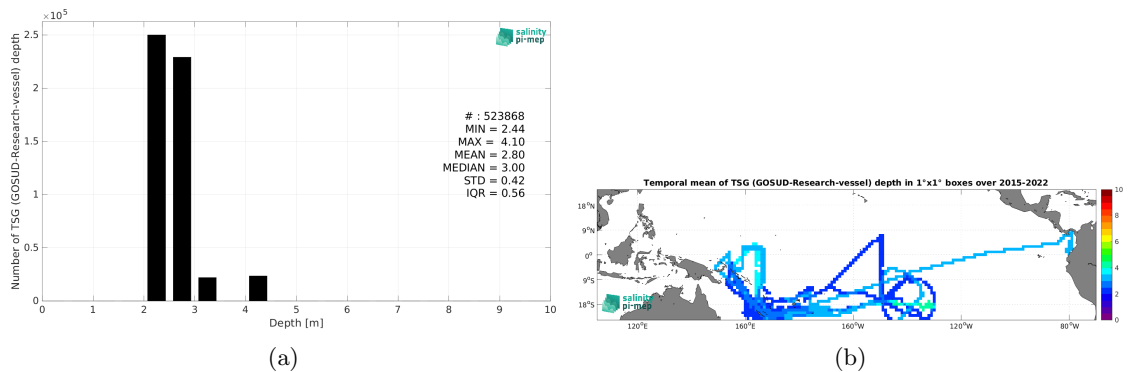 ×10⁵
2.5
2
1.5
1
0.5
0
Number of TSG (GOSUD-Research-vessel) depth
salinity
pi-mep
# : 523868
MIN = 2.44
MAX = 4.10
MEAN = 2.80
MEDIAN = 3.00
STD = 0.42
IQR = 0.56
0 1 2 3 4 5 6 7 8 9 10
Depth [m]
(a)
Temporal mean of TSG (GOSUD-Research-vessel) depth in 1°x1° boxes over 2015-2022
18°N
9°N
0°
9°S
18°S
salinity
pi-mep
120°E 160°E 160°W 120°W 80°W
10
8
6
4
2
0
(b)